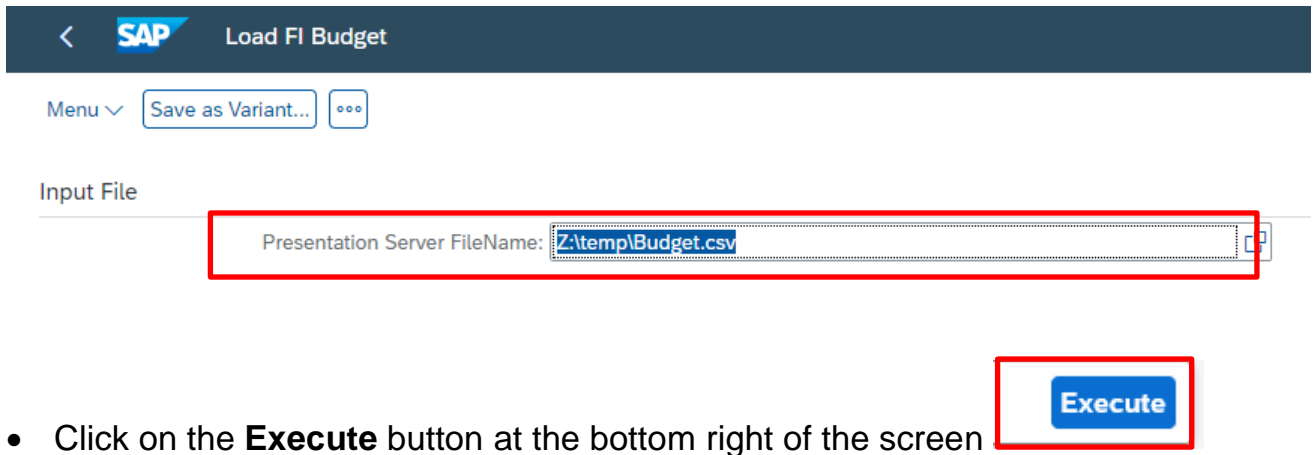 SAP Load FI Budget
Menu Save as Variant...
Input File
Presentation Server FileName: Z:\temp\Budget.csv
Execute
• Click on the Execute button at the bottom right of the screen